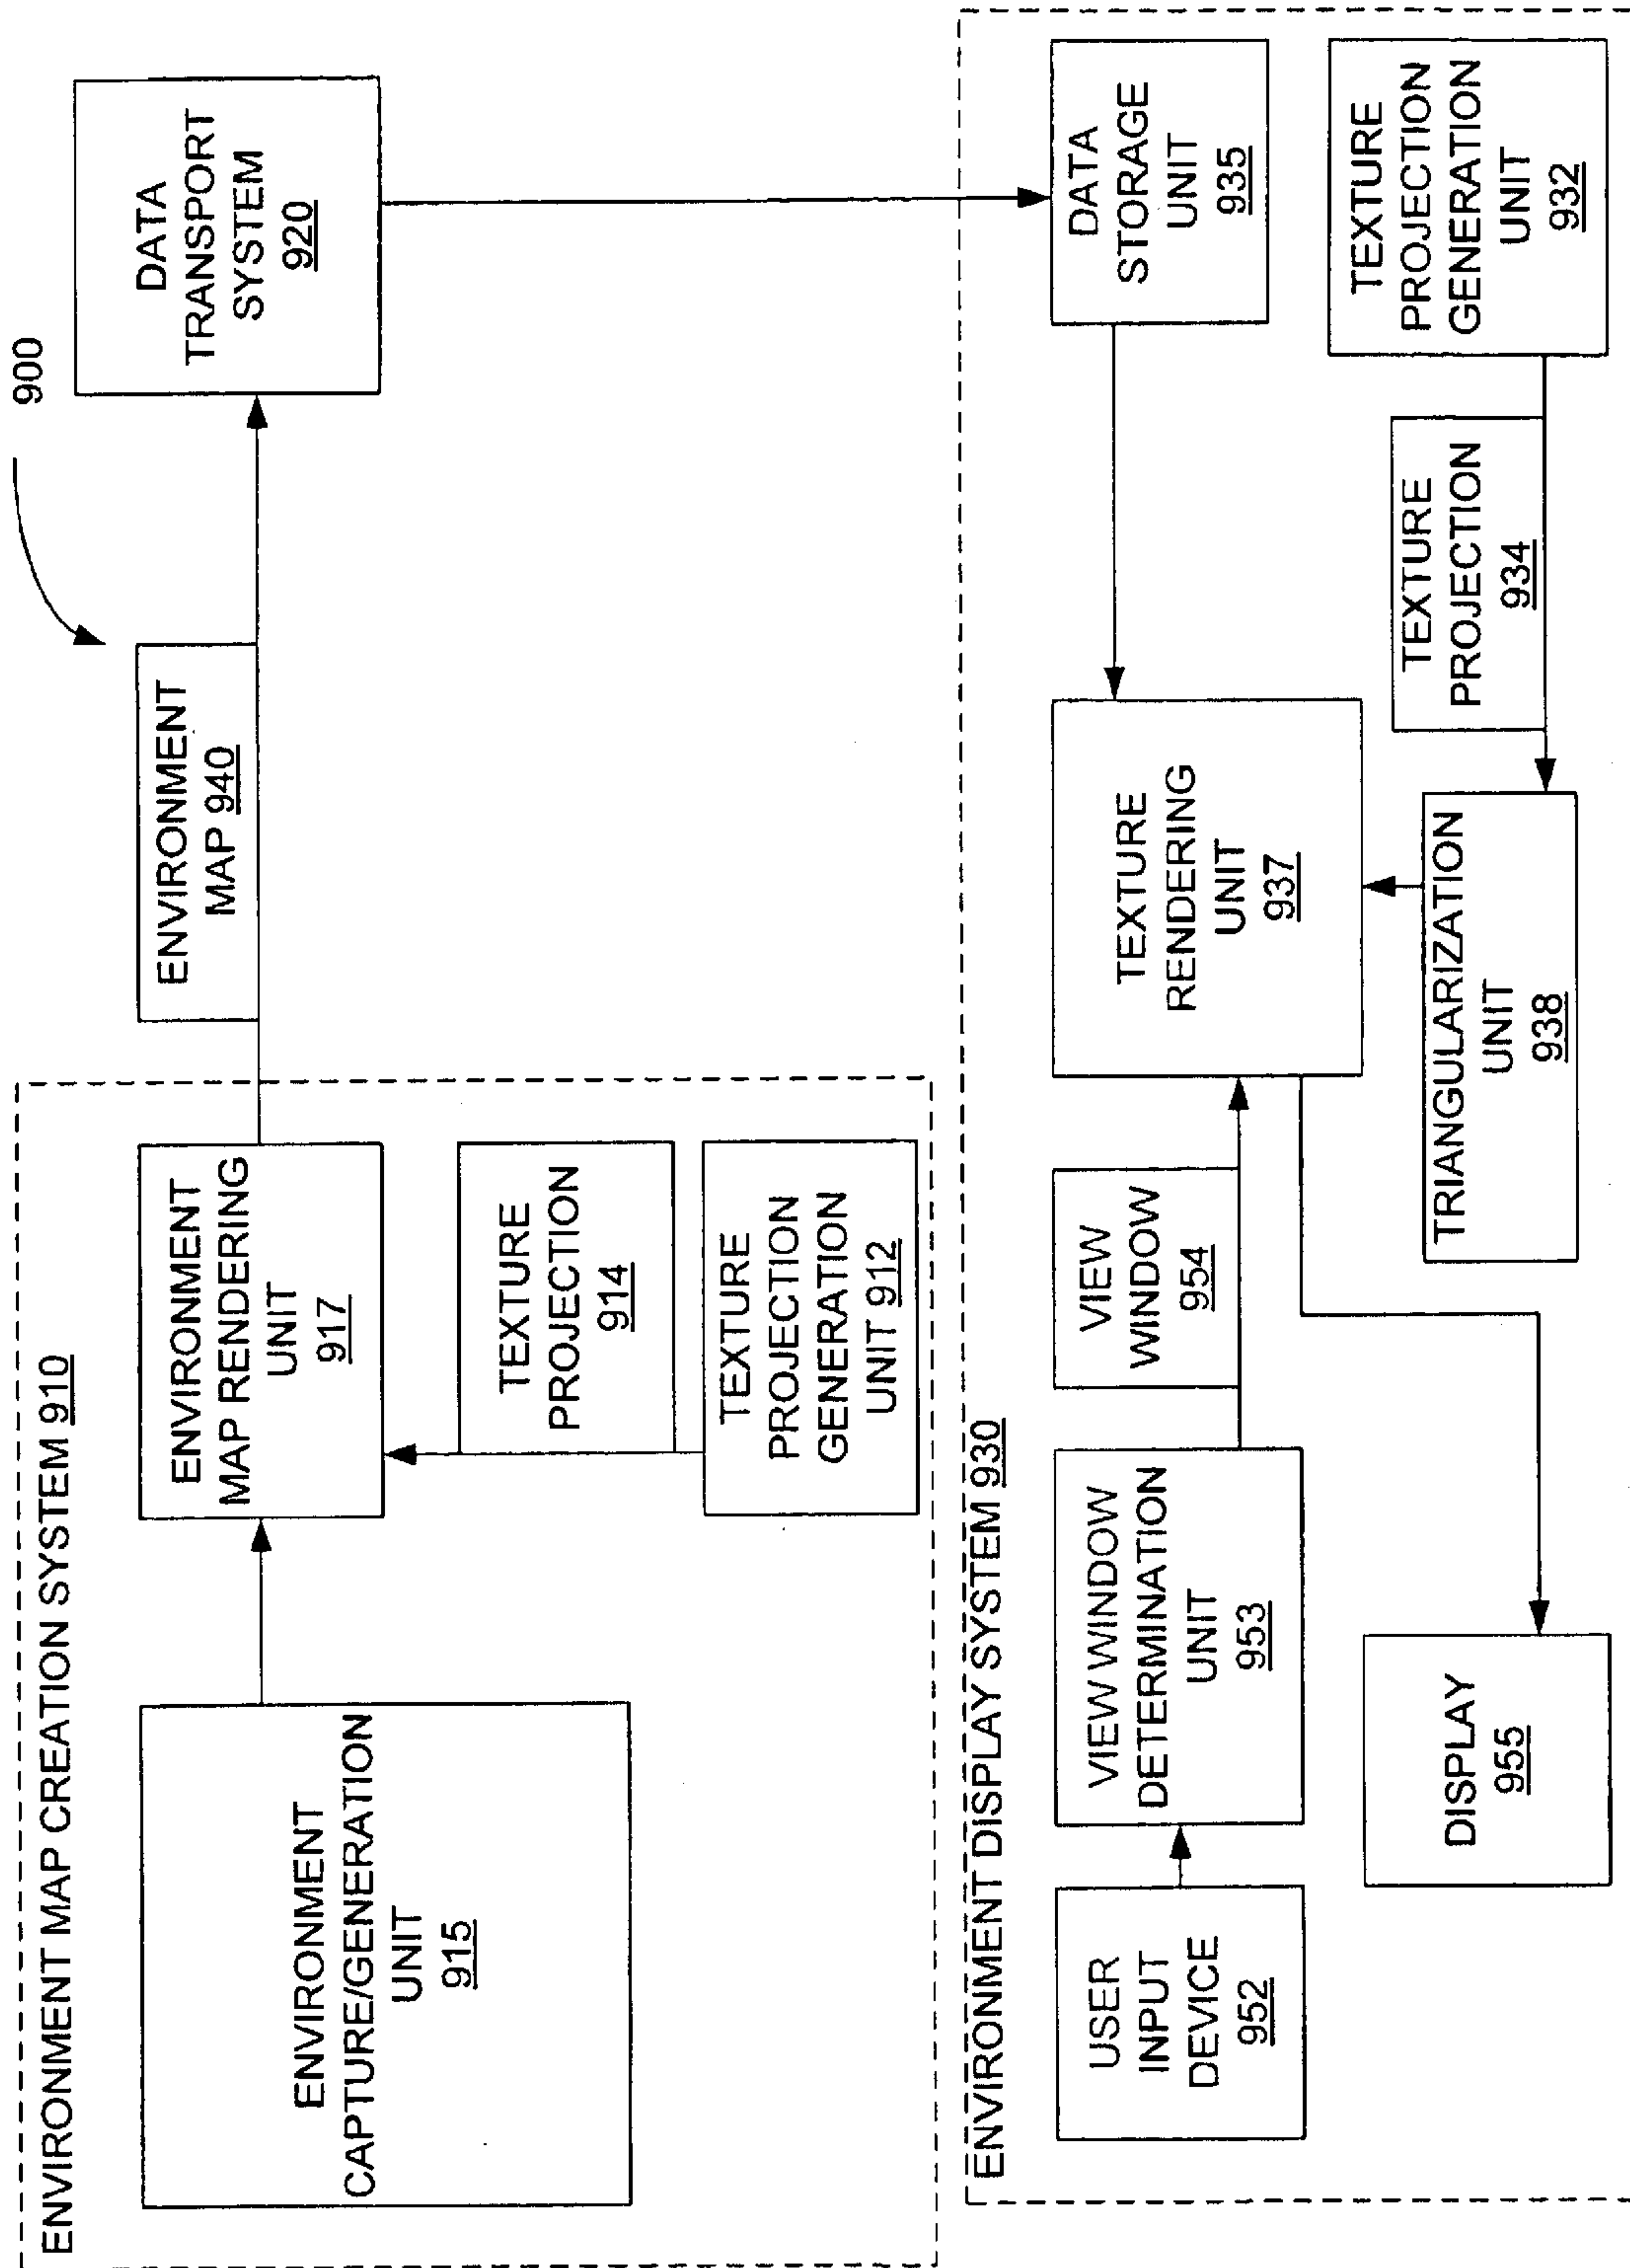 900
ENVIRONMENT MAP CREATION SYSTEM 910
ENVIRONMENT
CAPTURE/GENERATION
UNIT
915
ENVIRONMENT
MAP RENDERING
UNIT
917
TEXTURE
PROJECTION
914
TEXTURE
PROJECTION
GENERATION
UNIT 912
ENVIRONMENT
MAP 940
DATA
TRANSPORT
SYSTEM
920
ENVIRONMENT DISPLAY SYSTEM 930
USER
INPUT
DEVICE
952
VIEW WINDOW
DETERMINATION
UNIT
953
VIEW
WINDOW
954
TEXTURE
RENDERING
UNIT
937
DATA
STORAGE
UNIT
935
DISPLAY
955
TRIANGULARIZATION
UNIT
938
TEXTURE
PROJECTION
934
TEXTURE
PROJECTION
GENERATION
UNIT
932